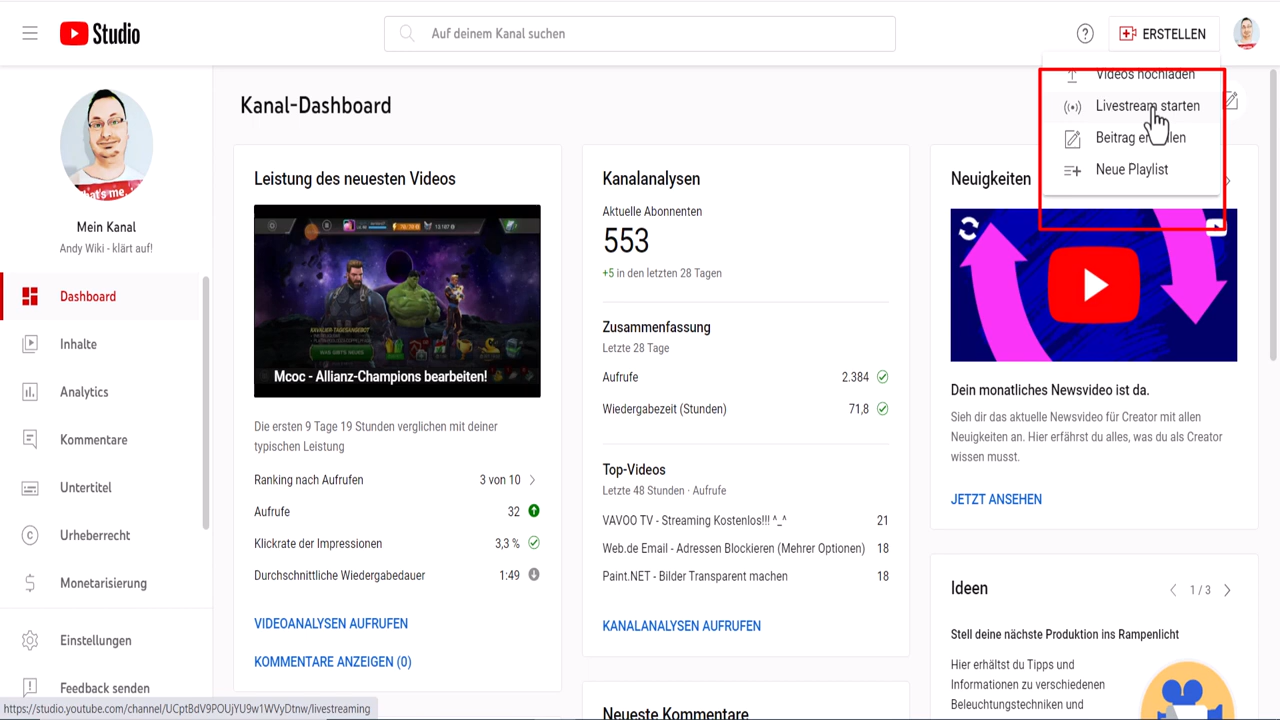 Studio
Auf deinem Kanal suchen
ERSTELLEN
Videos hochladen
Livestream starten
Beitrag
Neue Playlist
Mein Kanal
Andy Wiki - klärt auf!
Dashboard
Inhalte
Analytics
Kommentare
Untertitel
Urheberrecht
Monetarisierung
Einstellungen
Feedback senden
https://studio.youtube.com/channel/UCptBdV9POUjYU9w1WVyDtnw/livestreaming
Kanal-Dashboard
Leistung des neuesten Videos
Mcoc - Allianz-Champions bearbeiten!
Die ersten 9 Tage 19 Stunden verglichen mit deiner
typischen Leistung
Ranking nach Aufrufen 3 von 10
Aufrufe 32
Klickrate der Impressionen 3,3 %
Durchschnittliche Wiedergabedauer 1:49
VIDEOANALYSEN AUFRUFEN
KOMMENTARE ANZEIGEN (0)
Kanalanalysen
Aktuelle Abonnenten
553
+5 in den letzten 28 Tagen
Zusammenfassung
Letzte 28 Tage
Aufrufe 2.384
Wiedergabezeit (Stunden) 71,8
Top-Videos
Letzte 48 Stunden · Aufrufe
VAVOO TV - Streaming Kostenlos!!! ^_^ 21
Web.de Email - Adressen Blockieren (Mehrer Optionen) 18
Paint.NET - Bilder Transparent machen 18
KANALANALYSEN AUFRUFEN
Neueste Kommentare
Neuigkeiten
Dein monatliches Newsvideo ist da.
Sieh dir das aktuelle Newsvideo für Creator mit allen
Neuigkeiten an. Hier erfährst du alles, was du als Creator
wissen musst.
JETZT ANSEHEN
Ideen
1 / 3
Stell deine nächste Produktion ins Rampenlicht
Hier erhältst du Tipps und
Informationen zu verschiedenen
Beleuchtungstechniken und